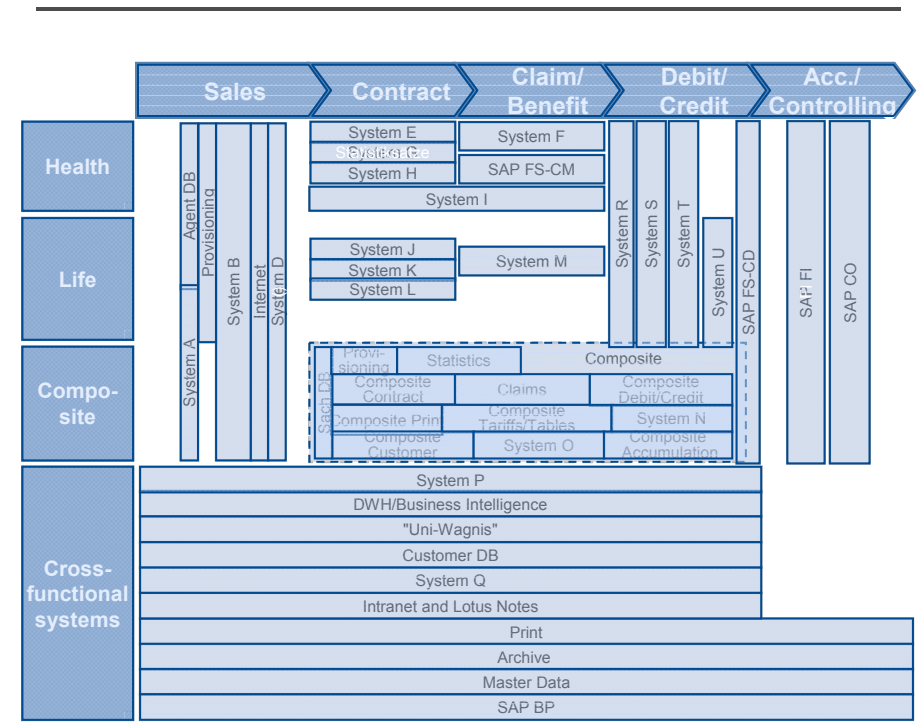 Sales
Contract
Claim/
Benefit
Debit/
Credit
Acc./
Controlling
Health
Life
Compo-
site
Cross-
functional
systems
Agent DB
System A
Provisioning
System B
Internet
System D
System E
System H
System F
SAP FS-CM
System I
System J
System K
System L
System M
System R
System S
System T
System U
SAP FS-CD
SAP FI
SAP CO
Sach DB
Provi-
sioning
Statistics
Composite
Composite
Contract
Claims
Composite
Debit/Credit
Composite Print
Composite
Tariffs/Tables
System N
Composite
Customer
System O
Composite
Accumulation
System P
DWH/Business Intelligence
"Uni-Wagnis"
Customer DB
System Q
Intranet and Lotus Notes
Print
Archive
Master Data
SAP BP